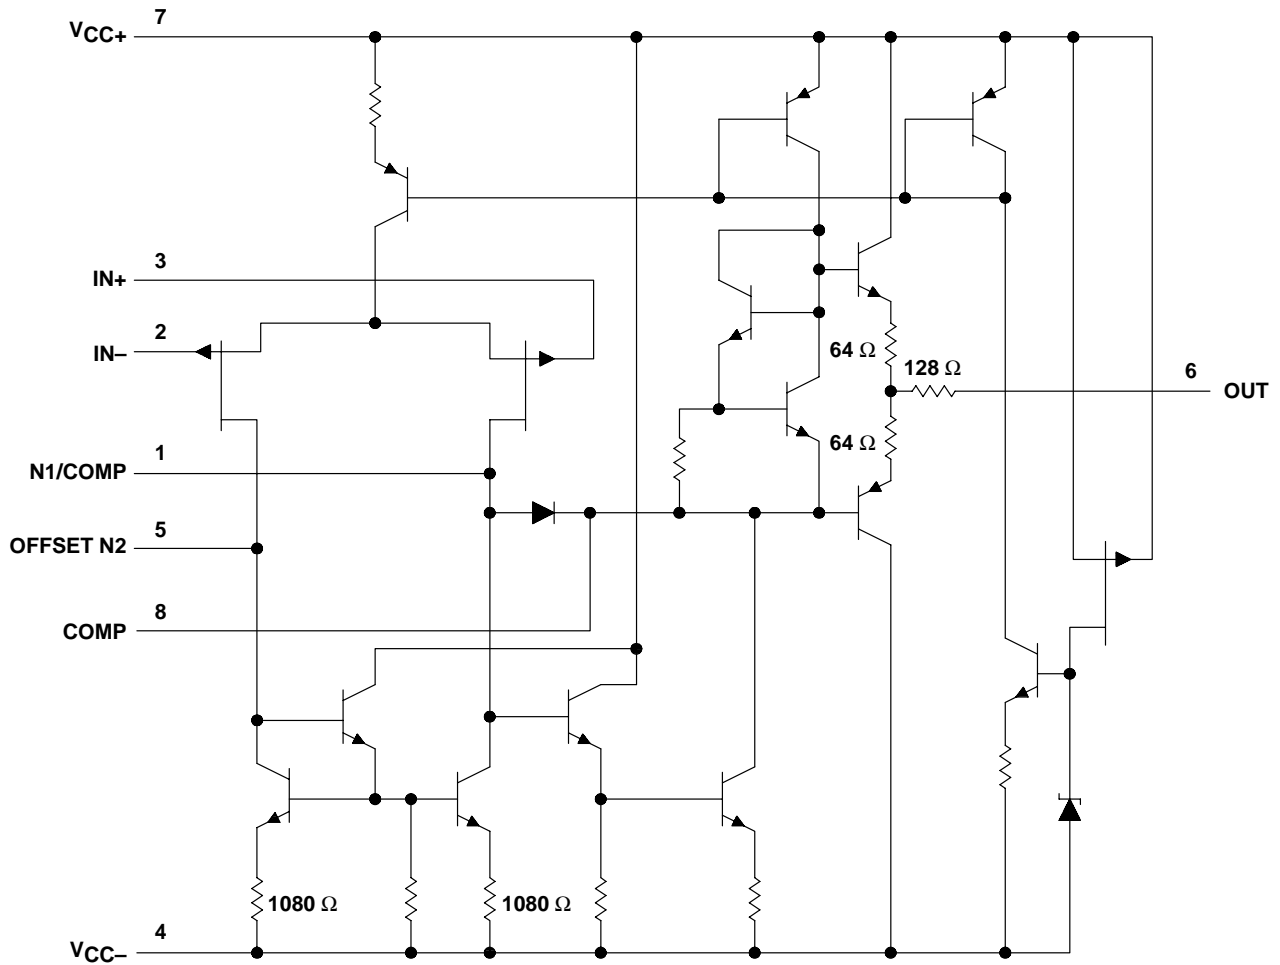 VCC+ 7
IN+ 3
IN– 2
64 Ω
128 Ω
6 OUT
64 Ω
N1/COMP 1
OFFSET N2 5
COMP 8
1080 Ω
1080 Ω
VCC– 4